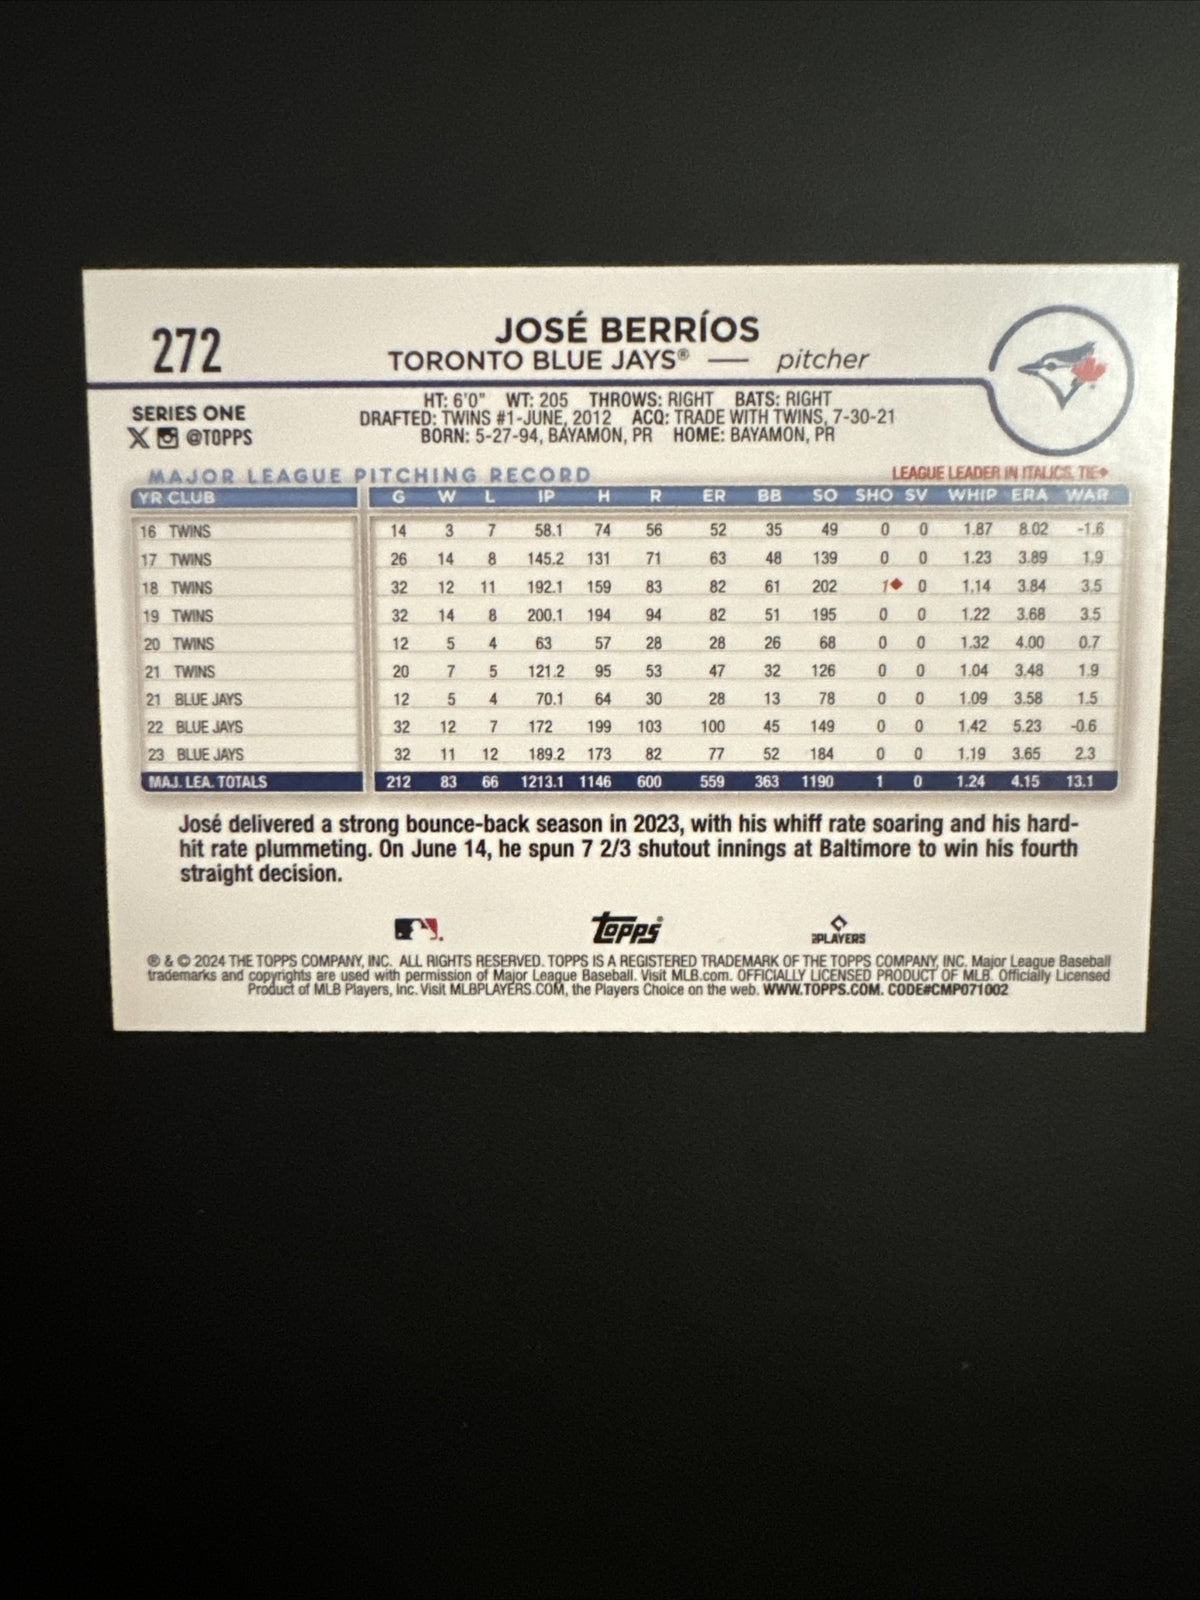 272
JOSÉ BERRÍOS
TORONTO BLUE JAYS® — pitcher
SERIES ONE
@TOPPS
HT: 6'0" WT: 205 THROWS: RIGHT BATS: RIGHT
DRAFTED: TWINS #1-JUNE, 2012 ACQ: TRADE WITH TWINS, 7-30-21
BORN: 5-27-94, BAYAMON, PR HOME: BAYAMON, PR
MAJOR LEAGUE PITCHING RECORD LEAGUE LEADER IN ITALICS, TIE♦
YR CLUB G W L IP H R ER BB SO SHO SV WHIP ERA WAR
16 TWINS 14 3 7 58.1 74 56 52 35 49 0 0 1.87 8.02 -1.6
17 TWINS 26 14 8 145.2 131 71 63 48 139 0 0 1.23 3.89 1.9
18 TWINS 32 12 11 192.1 159 83 82 61 202 1♦ 0 1.14 3.84 3.5
19 TWINS 32 14 8 200.1 194 94 82 51 195 0 0 1.22 3.68 3.5
20 TWINS 12 5 4 63 57 28 28 26 68 0 0 1.32 4.00 0.7
21 TWINS 20 7 5 121.2 95 53 47 32 126 0 0 1.04 3.48 1.9
21 BLUE JAYS 12 5 4 70.1 64 30 28 13 78 0 0 1.09 3.58 1.5
22 BLUE JAYS 32 12 7 172 199 103 100 45 149 0 0 1.42 5.23 -0.6
23 BLUE JAYS 32 11 12 189.2 173 82 77 52 184 0 0 1.19 3.65 2.3
MAJ. LEA. TOTALS 212 83 66 1213.1 1146 600 559 363 1190 1 0 1.24 4.15 13.1
José delivered a strong bounce-back season in 2023, with his whiff rate soaring and his hard-
hit rate plummeting. On June 14, he spun 7 2/3 shutout innings at Baltimore to win his fourth
straight decision.
Topps® PLAYERS
® & © 2024 THE TOPPS COMPANY, INC. ALL RIGHTS RESERVED. TOPPS IS A REGISTERED TRADEMARK OF THE TOPPS COMPANY, INC. Major League Baseball
trademarks and copyrights are used with permission of Major League Baseball. Visit MLB.com. OFFICIALLY LICENSED PRODUCT OF MLB. Officially Licensed
Product of MLB Players, Inc. Visit MLBPLAYERS.COM, the Players Choice on the web. WWW.TOPPS.COM. CODE#CMP071002